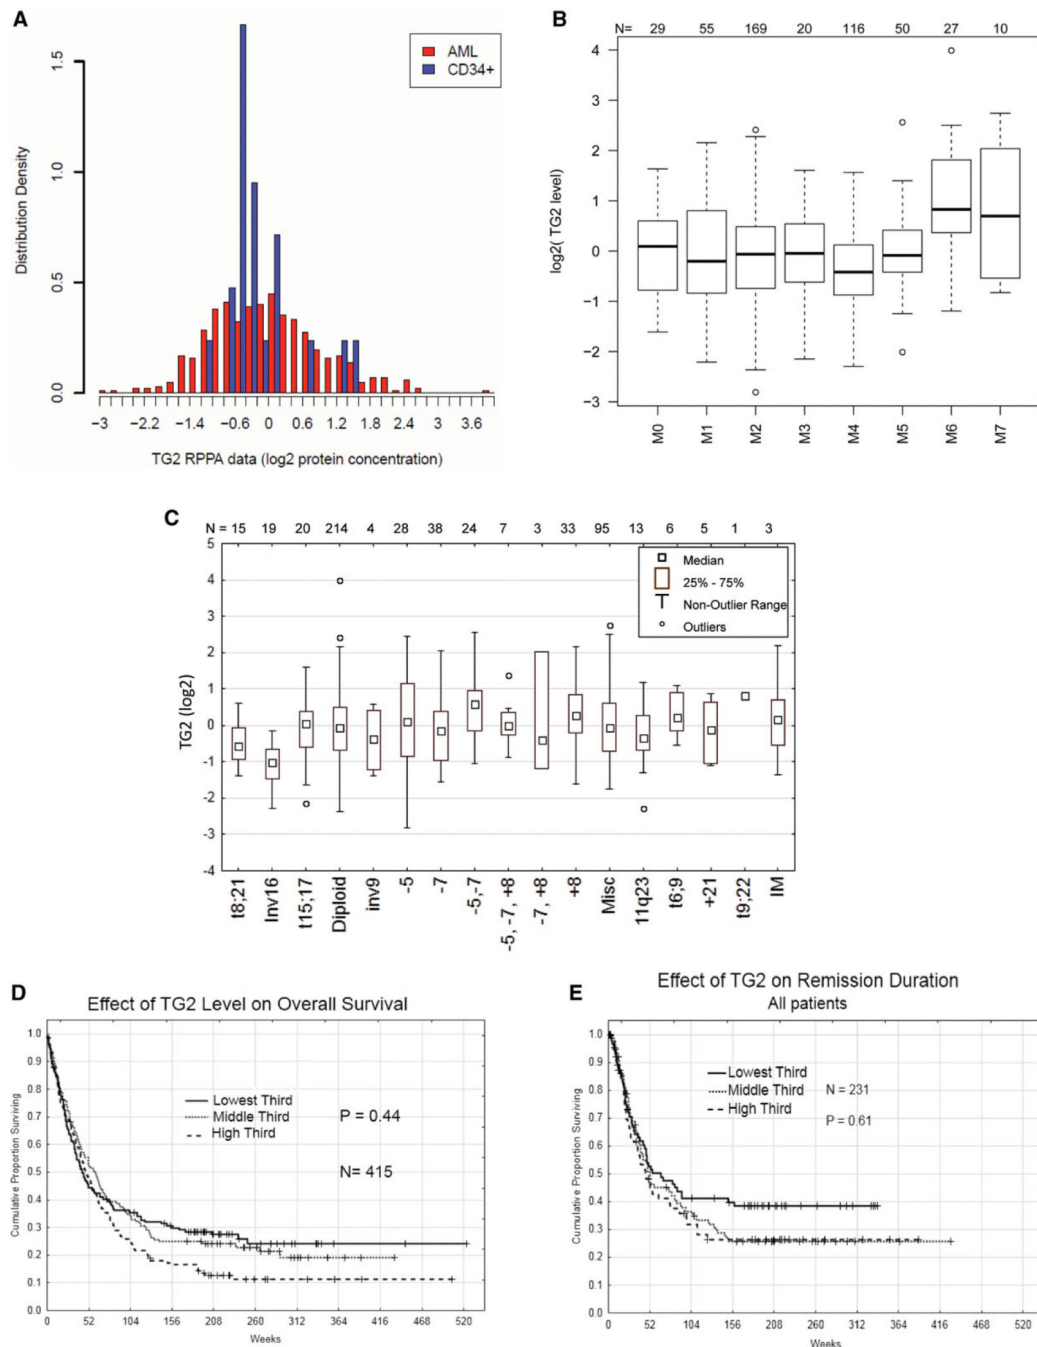 A
AML
CD34+
Distribution Density
0.0 0.5 1.0 1.5
−3 −2.2 −1.4 −0.6 0 0.6 1.2 1.8 2.4 3 3.6
TG2 RPPA data (log2 protein concentration)
B
N= 29 55 169 20 116 50 27 10
log2( TG2 level)
4
3
2
1
0
−1
−2
−3
M0 M1 M2 M3 M4 M5 M6 M7
C
N = 15 19 20 214 4 28 38 24 7 3 33 95 13 6 5 1 3
Median
25% - 75%
Non-Outlier Range
Outliers
TG2 (log2)
5
4
3
2
1
0
-1
-2
-3
-4
t8;21 Inv16 t15;17 Diploid inv9 -5 -7 -5,-7 -5, -7, +8 -7, +8 +8 Misc 11q23 t6;9 +21 t9;22 IM
D
Effect of TG2 Level on Overall Survival
Lowest Third
Middle Third
High Third
P = 0.44
N= 415
Cumulative Proportion Surviving
1.0
0.9
0.8
0.7
0.6
0.5
0.4
0.3
0.2
0.1
0.0
0 52 104 156 208 260 312 364 416 468 520
Weeks
E
Effect of TG2 on Remission Duration
All patients
Lowest Third
Middle Third
High Third
N = 231
P = 0.61
Cumulative Proportion Surviving
1.0
0.9
0.8
0.7
0.6
0.5
0.4
0.3
0.2
0.1
0.0
0 52 104 156 208 260 312 364 416 468 520
Weeks